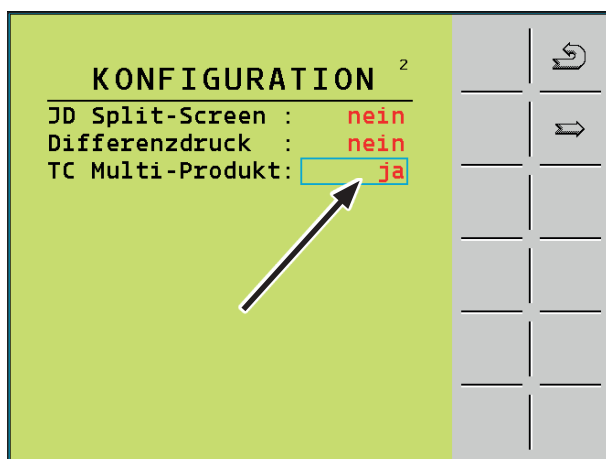 KONFIGURATION 2
JD Split-Screen : nein
Differenzdruck : nein
TC Multi-Produkt: ja